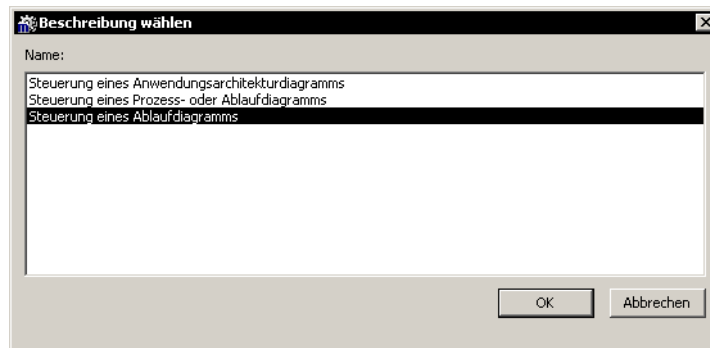 Beschreibung wählen
Name:
Steuerung eines Anwendungsarchitekturdiagramms
Steuerung eines Prozess- oder Ablaufdiagramms
Steuerung eines Ablaufdiagramms
OK
Abbrechen